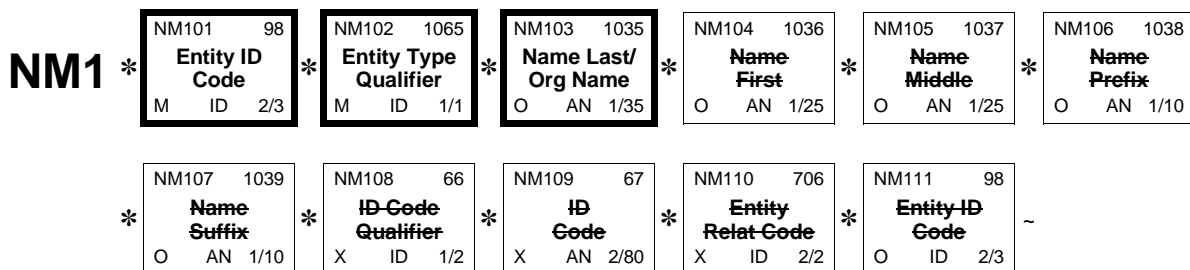 NM101 98 NM102 1065 NM103 1035 NM104 1036 NM105 1037 NM106 1038
NM1 * Entity ID Code * Entity Type Qualifier * Name Last/ Org Name * Name First * Name Middle * Name Prefix
M ID 2/3 M ID 1/1 O AN 1/35 O AN 1/25 O AN 1/25 O AN 1/10
NM107 1039 NM108 66 NM109 67 NM110 706 NM111 98
* Name Suffix * ID Code Qualifier * ID Code * Entity Relat Code * Entity ID Code ~
O AN 1/10 X ID 1/2 X AN 2/80 X ID 2/2 O ID 2/3